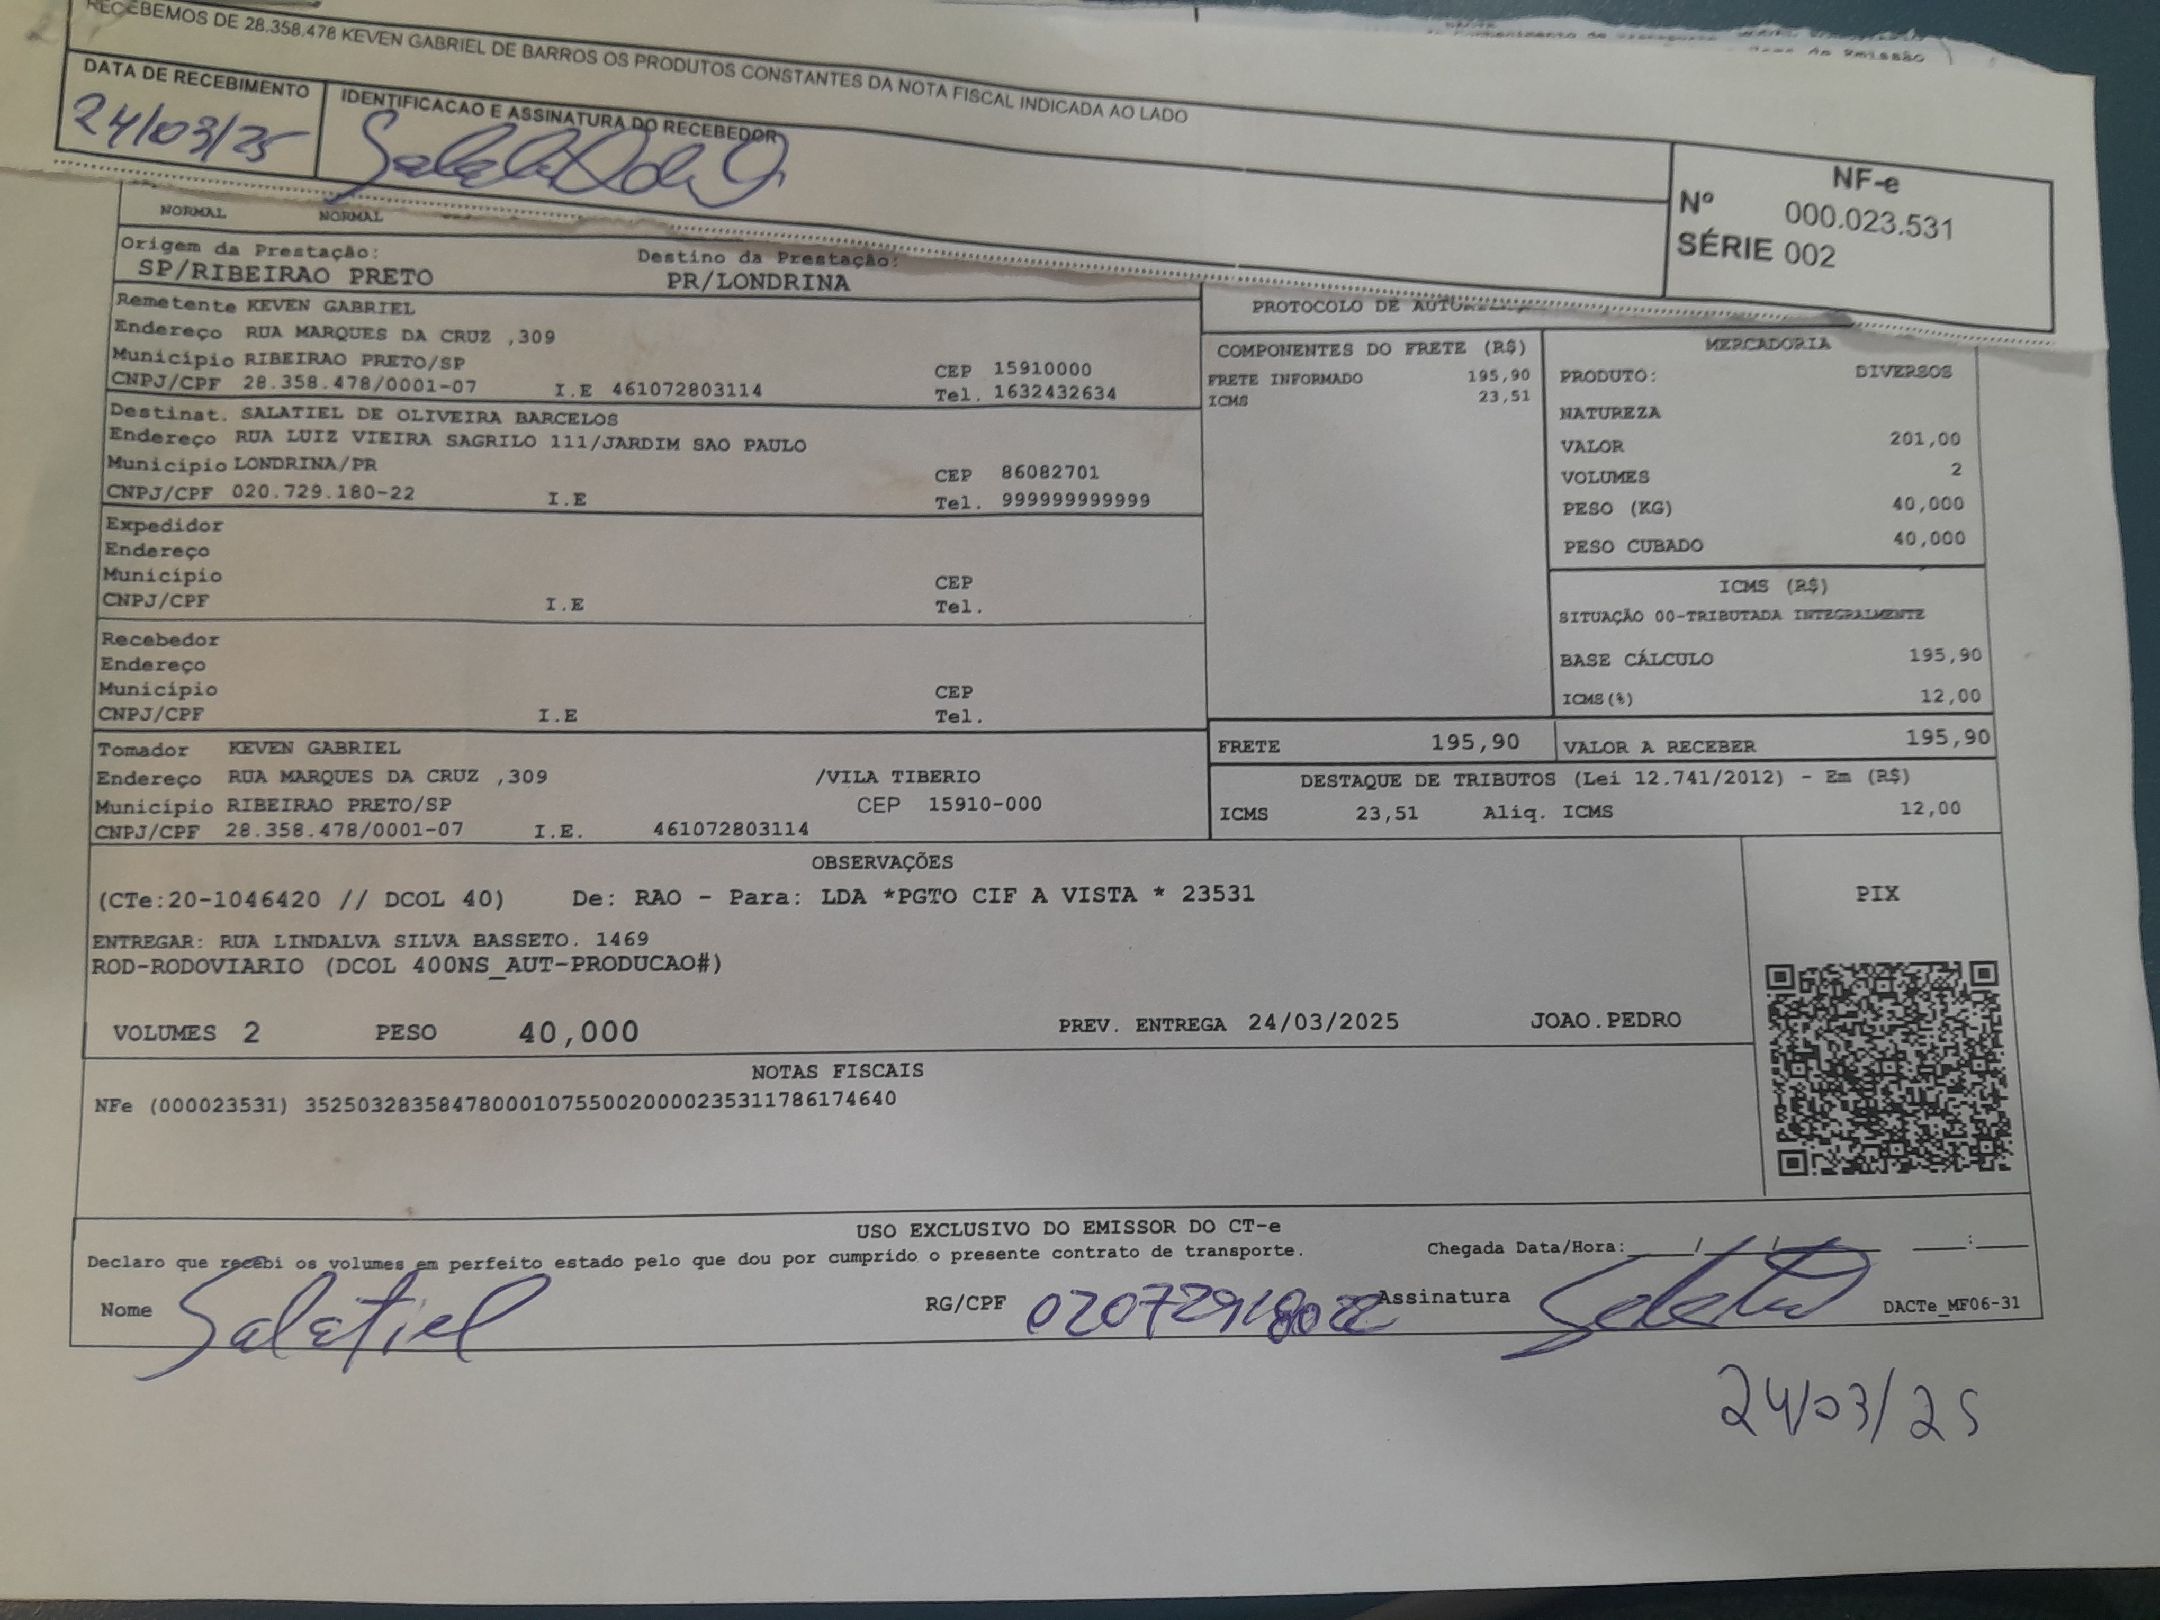 RECEBEMOS DE 28.358.478 KEVEN GABRIEL DE BARROS OS PRODUTOS CONSTANTES DA NOTA FISCAL INDICADA AO LADO
DATA DE RECEBIMENTO
24/03/25
IDENTIFICACAO E ASSINATURA DO RECEBEDOR
NF-e
Nº 000.023.531
SÉRIE 002
de Emissão
NORMAL NORMAL
Origem da Prestação: Destino da Prestação:
SP/RIBEIRAO PRETO PR/LONDRINA
Remetente KEVEN GABRIEL
Endereço RUA MARQUES DA CRUZ ,309
Município RIBEIRAO PRETO/SP CEP 15910000
CNPJ/CPF 28.358.478/0001-07 I.E 461072803114 Tel. 1632432634
Destinat. SALATIEL DE OLIVEIRA BARCELOS
Endereço RUA LUIZ VIEIRA SAGRILO 111/JARDIM SAO PAULO
Município LONDRINA/PR CEP 86082701
CNPJ/CPF 020.729.180-22 I.E Tel. 999999999999
Expedidor
Endereço
Município CEP
CNPJ/CPF I.E Tel.
Recebedor
Endereço
Município CEP
CNPJ/CPF I.E Tel.
Tomador KEVEN GABRIEL
Endereço RUA MARQUES DA CRUZ ,309 /VILA TIBERIO
Município RIBEIRAO PRETO/SP CEP 15910-000
CNPJ/CPF 28.358.478/0001-07 I.E. 461072803114
PROTOCOLO DE
COMPONENTES DO FRETE (R$)
FRETE INFORMADO 195,90
ICMS 23,51
MERCADORIA
PRODUTO: DIVERSOS
NATUREZA
VALOR 201,00
VOLUMES 2
PESO (KG) 40,000
PESO CUBADO 40,000
ICMS (R$)
SITUAÇÃO 00-TRIBUTADA INTEGRALMENTE
BASE CÁLCULO 195,90
ICMS(%) 12,00
FRETE 195,90 VALOR A RECEBER 195,90
DESTAQUE DE TRIBUTOS (Lei 12.741/2012) - Em (R$)
ICMS 23,51 Aliq. ICMS 12,00
OBSERVAÇÕES
(CTe:20-1046420 // DCOL 40) De: RAO - Para: LDA *PGTO CIF A VISTA * 23531
ENTREGAR: RUA LINDALVA SILVA BASSETO. 1469
ROD-RODOVIARIO (DCOL 400NS_AUT-PRODUCAO#)
VOLUMES 2 PESO 40,000 PREV. ENTREGA 24/03/2025 JOAO.PEDRO
PIX
NOTAS FISCAIS
NFe (000023531) 35250328358478000107550020000235311786174640
USO EXCLUSIVO DO EMISSOR DO CT-e
Declaro que recebi os volumes em perfeito estado pelo que dou por cumprido o presente contrato de transporte. Chegada Data/Hora:___/___/___ ___:___
Nome Salatiel RG/CPF 02072918022 Assinatura Salatiel DACTe_MF06-31
24/03/25